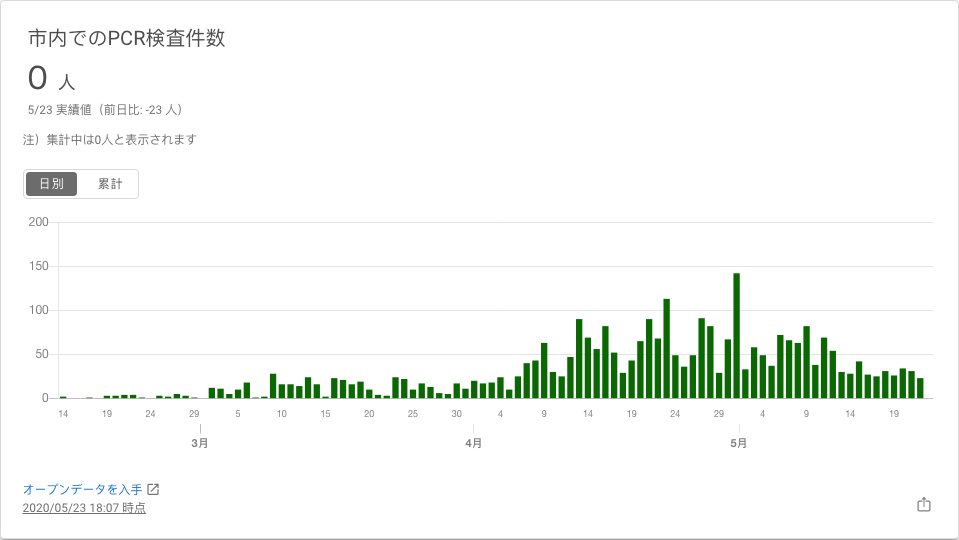 市内でのPCR検査件数
0 人
5/23 実績値（前日比: -23 人）
注）集計中は0人と表示されます
日別 累計
200
150
100
50
0
14 19 24 29 5 10 15 20 25 30 4 9 14 19 24 29 4 9 14 19
3月 4月 5月
オープンデータを入手
2020/05/23 18:07 時点